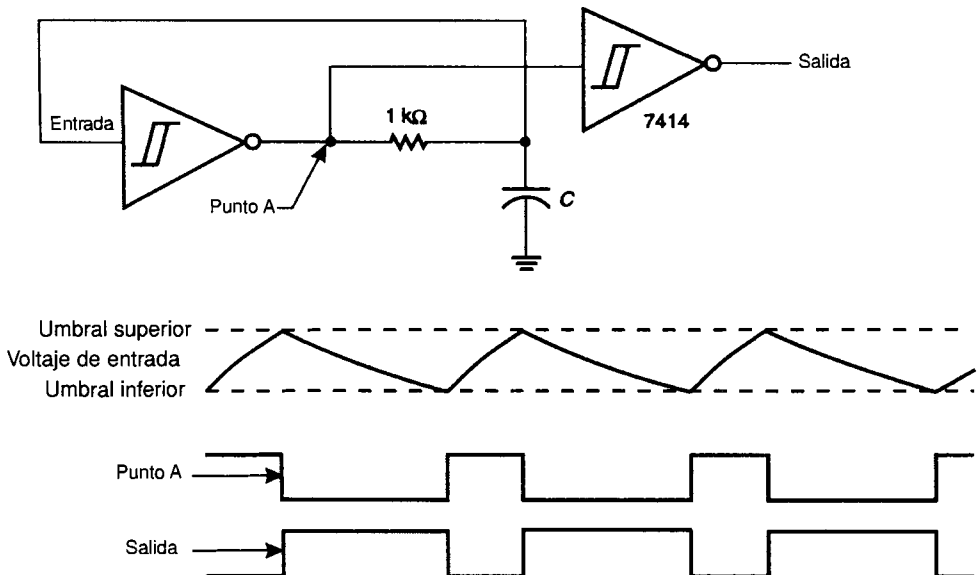 Salida
Entrada
1 kΩ
7414
Punto A
C
Umbral superior
Voltaje de entrada
Umbral inferior
Punto A
Salida